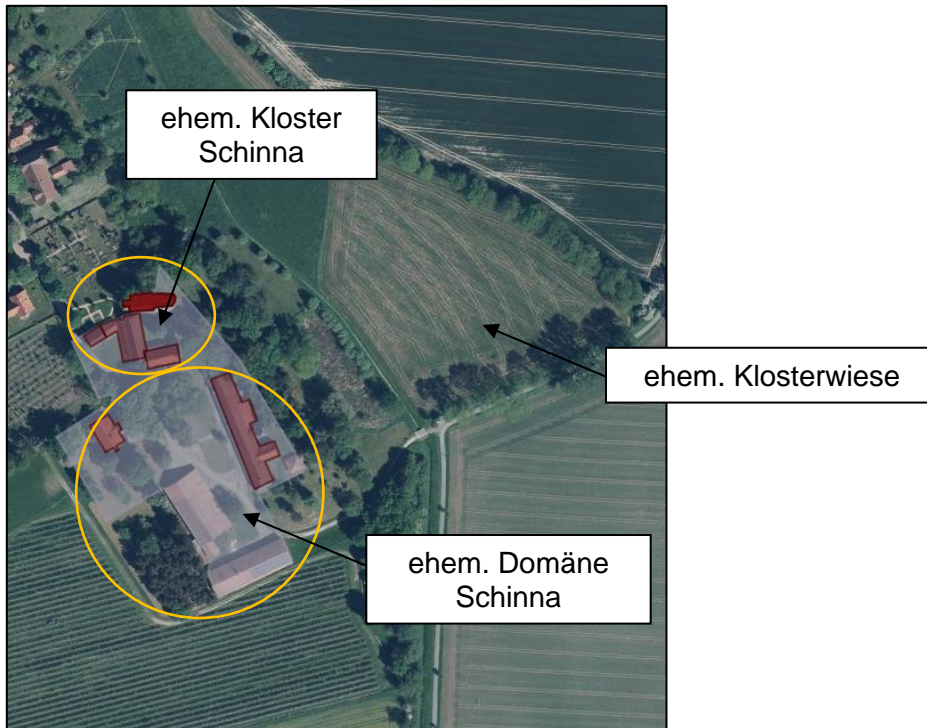 ehem. Kloster
Schinna
ehem. Klosterwiese
ehem. Domäne
Schinna